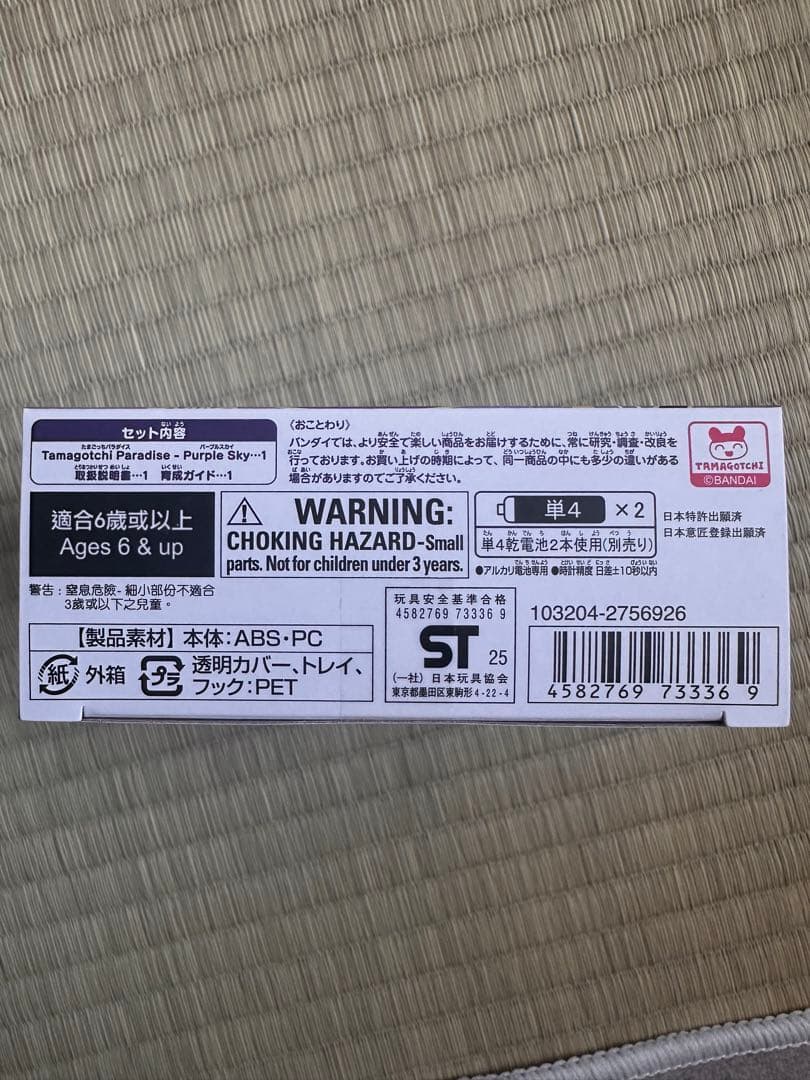 セット内容
Tamagotchi Paradise - Purple Sky…1
取扱説明書…1 育成ガイド…1
〈おことわり〉
バンダイでは、より安全で楽しい商品をお届けするために、常に研究・調査・改良を
行っております。お買い上げの時期によって、同一商品の中にも多少の違いがある
場合がありますのでご了承ください。
TAMAGOTCHI
©BANDAI
適合6歲或以上
Ages 6 & up
警告：窒息危險- 細小部份不適合
3歲或以下之兒童。
WARNING:
CHOKING HAZARD-Small
parts. Not for children under 3 years.
単4 ×2
単4乾電池2本使用(別売り)
●アルカリ電池専用 ●時計精度 日差±10秒以内
日本特許出願済
日本意匠登録出願済
【製品素材】本体:ABS・PC
紙 外箱 プラ 透明カバー、トレイ、
フック:PET
玩具安全基準合格
4582769 73336 9
ST 25
(一社) 日本玩具協会
東京都墨田区東駒形4-22-4
103204-2756926
4582769 73336 9